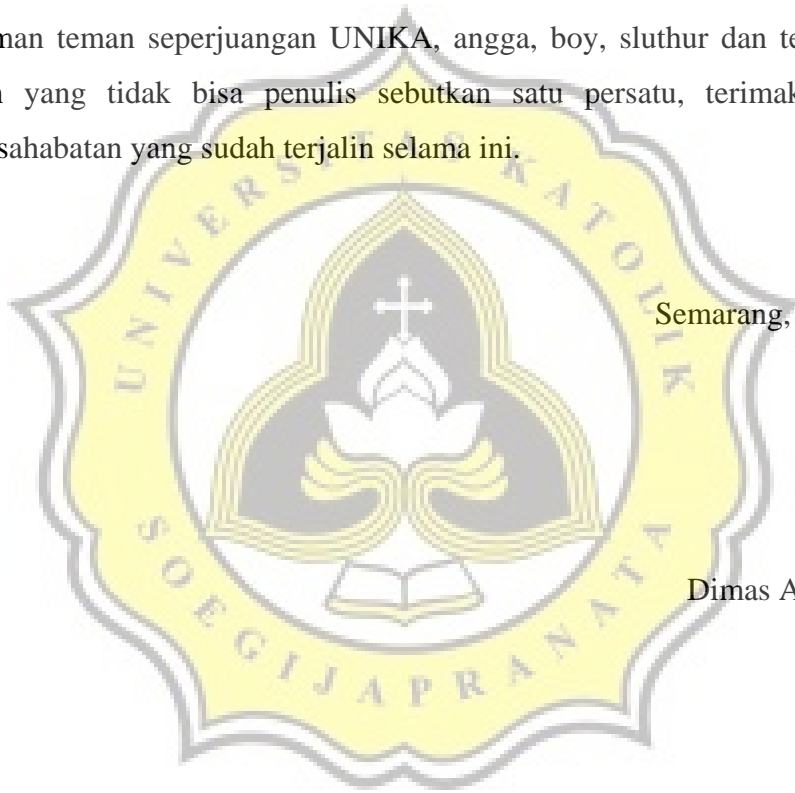 man teman seperjuangan UNIKA, angga, boy, sluthur dan te
yang tidak bisa penulis sebutkan satu persatu, terimak
sahabatan yang sudah terjalin selama ini.
UNIVERSITAS KATOLIK
Semarang,
SOEGIJAPRANATA
Dimas A